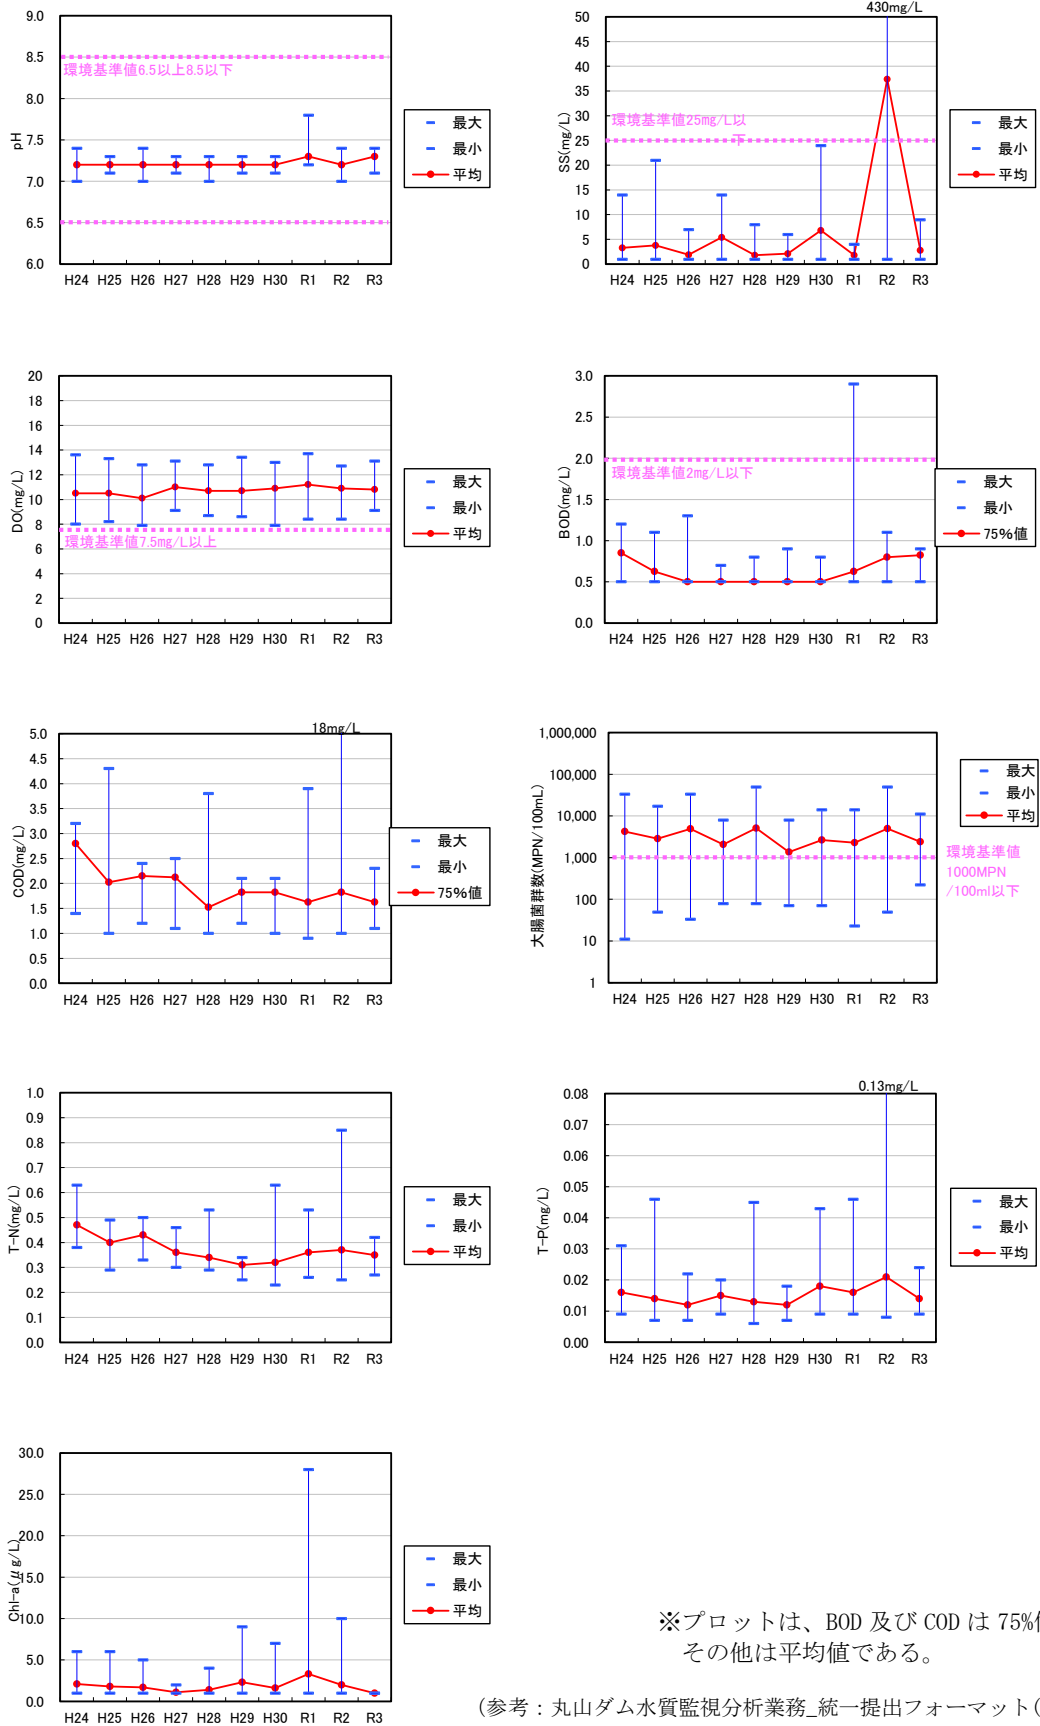 9.0
8.5
8.0
7.5
7.0
6.5
6.0
pH
環境基準値6.5以上8.5以下
H24 H25 H26 H27 H28 H29 H30 R1 R2 R3
最大
最小
平均
430mg/L
50
45
40
35
30
25
20
15
10
5
0
SS(mg/L)
環境基準値25mg/L以
下
H24 H25 H26 H27 H28 H29 H30 R1 R2 R3
最大
最小
平均
20
18
16
14
12
10
8
6
4
2
0
DO(mg/L)
環境基準値7.5mg/L以上
H24 H25 H26 H27 H28 H29 H30 R1 R2 R3
最大
最小
平均
3.0
2.5
2.0
1.5
1.0
0.5
0.0
BOD(mg/L)
環境基準値2mg/L以下
H24 H25 H26 H27 H28 H29 H30 R1 R2 R3
最大
最小
75%値
18mg/L
5.0
4.5
4.0
3.5
3.0
2.5
2.0
1.5
1.0
0.5
0.0
COD(mg/L)
H24 H25 H26 H27 H28 H29 H30 R1 R2 R3
最大
最小
75%値
1,000,000
100,000
10,000
1,000
100
10
1
大腸菌群数(MPN/100mL)
H24 H25 H26 H27 H28 H29 H30 R1 R2 R3
最大
最小
平均
環境基準値
1000MPN
/100ml以下
1.0
0.9
0.8
0.7
0.6
0.5
0.4
0.3
0.2
0.1
0.0
T-N(mg/L)
H24 H25 H26 H27 H28 H29 H30 R1 R2 R3
最大
最小
平均
0.13mg/L
0.08
0.07
0.06
0.05
0.04
0.03
0.02
0.01
0.00
T-P(mg/L)
H24 H25 H26 H27 H28 H29 H30 R1 R2 R3
最大
最小
平均
30.0
25.0
20.0
15.0
10.0
5.0
0.0
Chl-a(μg/L)
H24 H25 H26 H27 H28 H29 H30 R1 R2 R3
最大
最小
平均
※プロットは、BOD 及び COD は 75%
その他は平均値である。
(参考：丸山ダム水質監視分析業務_統一提出フォーマット(